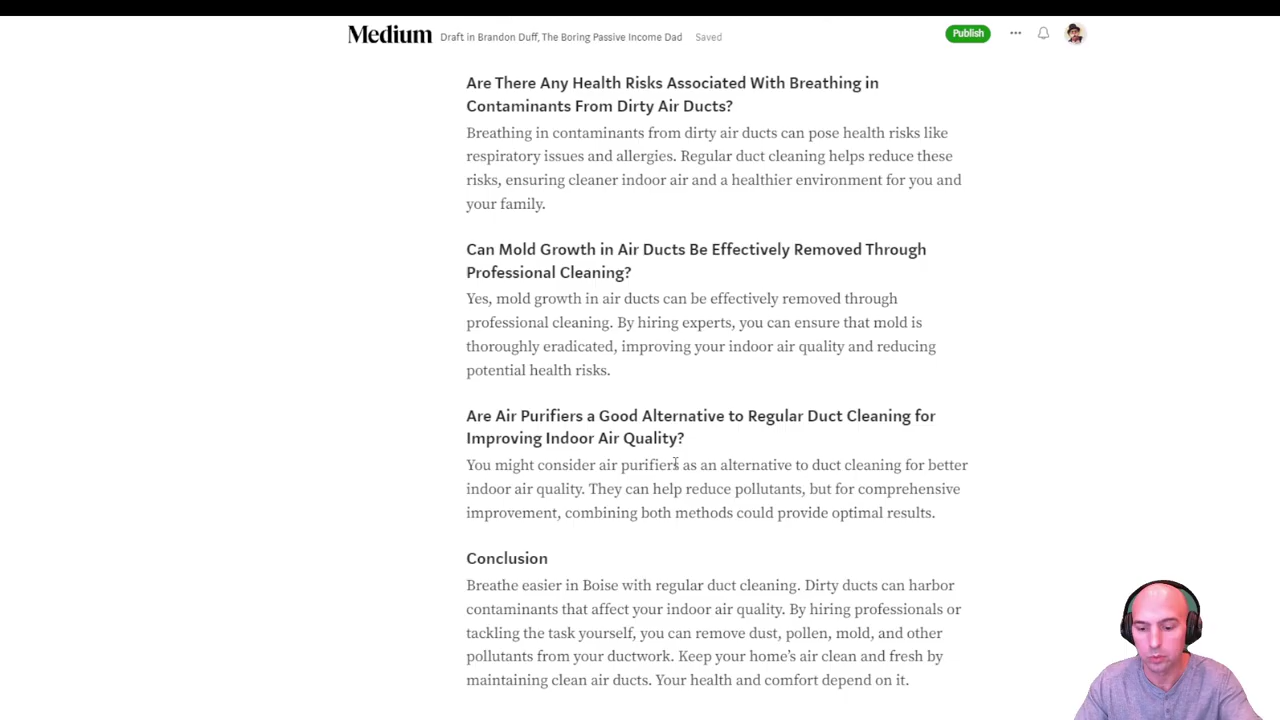 Medium
Draft in Brandon Duff, The Boring Passive Income Dad Saved
Publish
Are There Any Health Risks Associated With Breathing in
Contaminants From Dirty Air Ducts?
Breathing in contaminants from dirty air ducts can pose health risks like
respiratory issues and allergies. Regular duct cleaning helps reduce these
risks, ensuring cleaner indoor air and a healthier environment for you and
your family.
Can Mold Growth in Air Ducts Be Effectively Removed Through
Professional Cleaning?
Yes, mold growth in air ducts can be effectively removed through
professional cleaning. By hiring experts, you can ensure that mold is
thoroughly eradicated, improving your indoor air quality and reducing
potential health risks.
Are Air Purifiers a Good Alternative to Regular Duct Cleaning for
Improving Indoor Air Quality?
You might consider air purifiers as an alternative to duct cleaning for better
indoor air quality. They can help reduce pollutants, but for comprehensive
improvement, combining both methods could provide optimal results.
Conclusion
Breathe easier in Boise with regular duct cleaning. Dirty ducts can harbor
contaminants that affect your indoor air quality. By hiring professionals or
tackling the task yourself, you can remove dust, pollen, mold, and other
pollutants from your ductwork. Keep your home’s air clean and fresh by
maintaining clean air ducts. Your health and comfort depend on it.